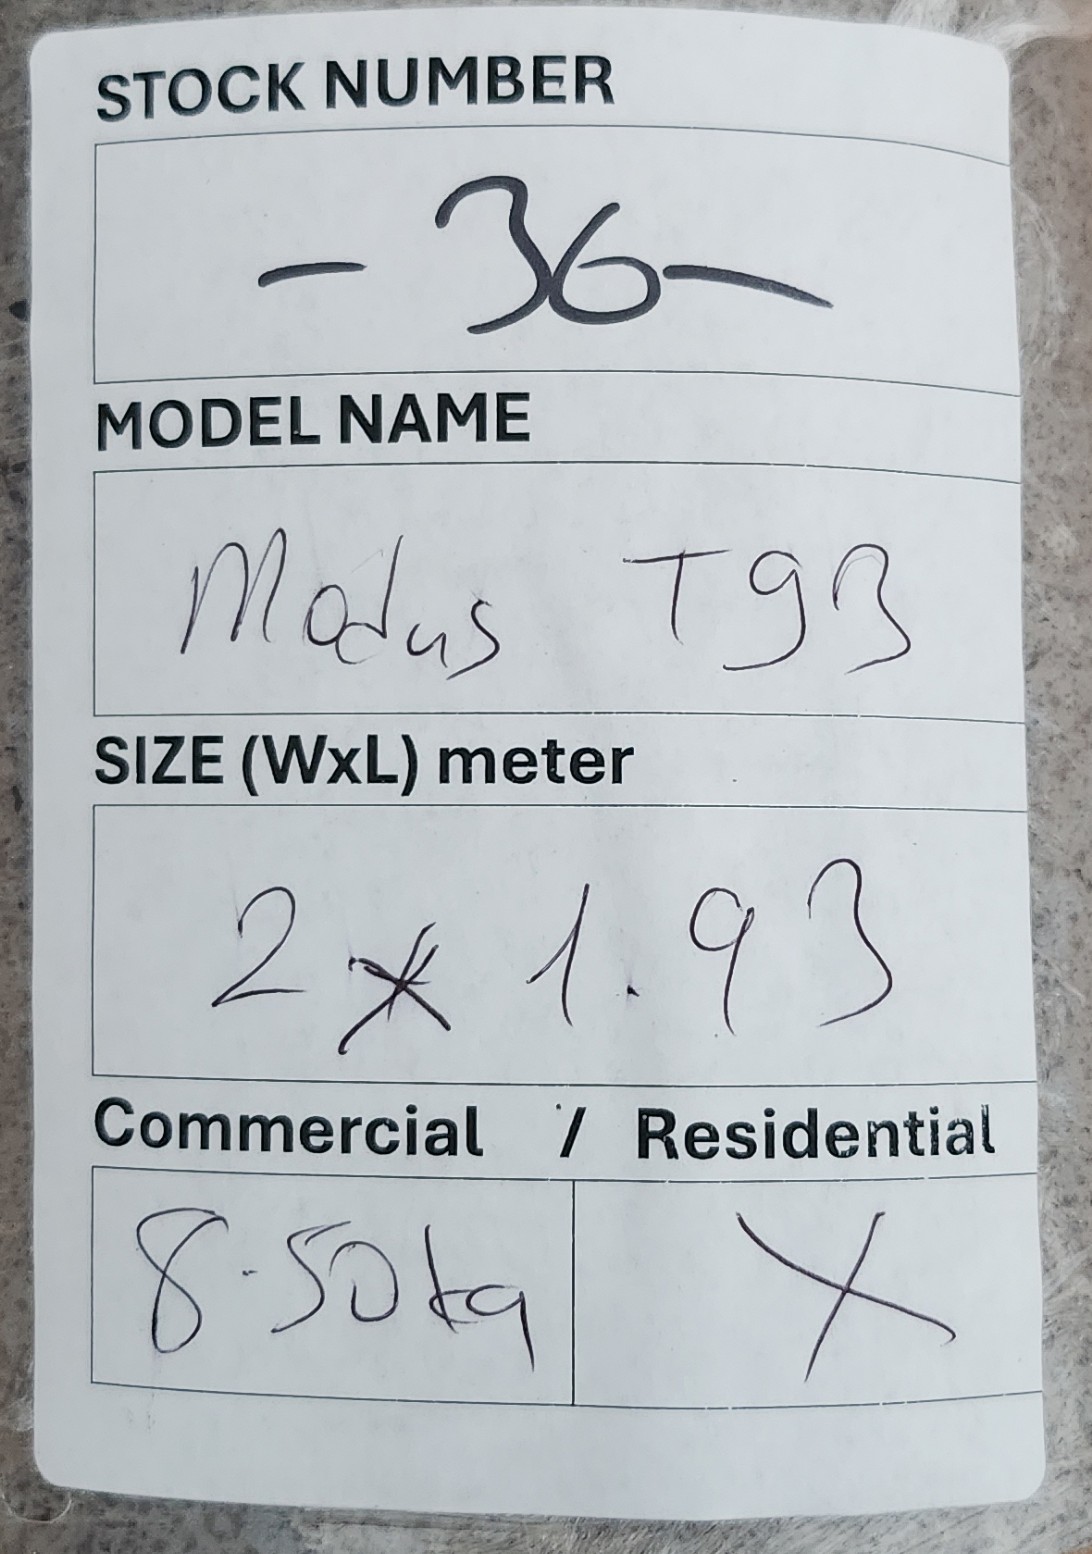 STOCK NUMBER
- 36 -
MODEL NAME
Modus T93
SIZE (WxL) meter
2 x 1.93
Commercial / Residential
8.50kg X